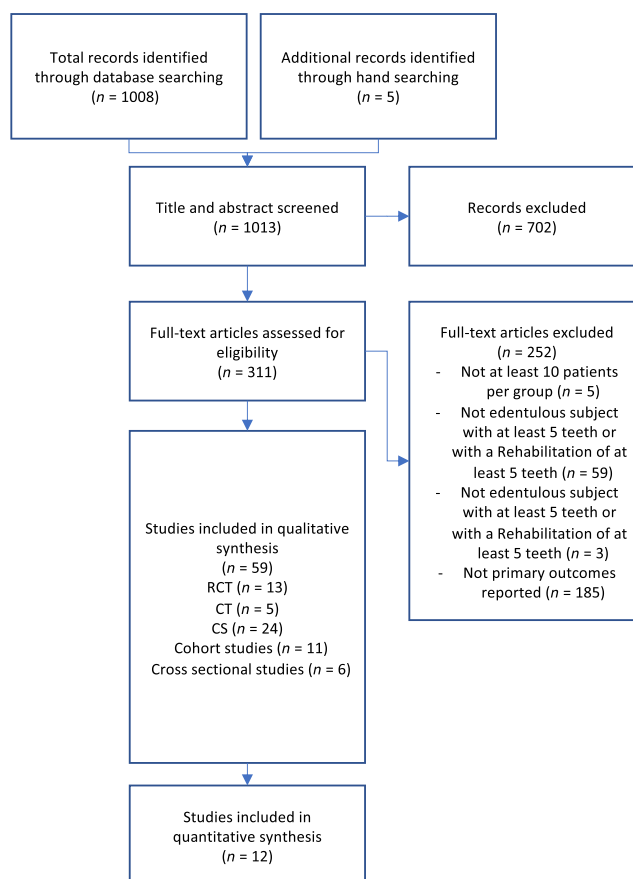 Total records identified
through database searching
(n = 1008)
Additional records identified
through hand searching
(n = 5)
Title and abstract screened
(n = 1013)
Records excluded
(n = 702)
Full-text articles assessed for
eligibility
(n = 311)
Full-text articles excluded
(n = 252)
- Not at least 10 patients
per group (n = 5)
- Not edentulous subject
with at least 5 teeth or
with a Rehabilitation of at
least 5 teeth (n = 59)
- Not edentulous subject
with at least 5 teeth or
with a Rehabilitation of at
least 5 teeth (n = 3)
- Not primary outcomes
reported (n = 185)
Studies included in qualitative
synthesis
(n = 59)
RCT (n = 13)
CT (n = 5)
CS (n = 24)
Cohort studies (n = 11)
Cross sectional studies (n = 6)
Studies included in
quantitative synthesis
(n = 12)